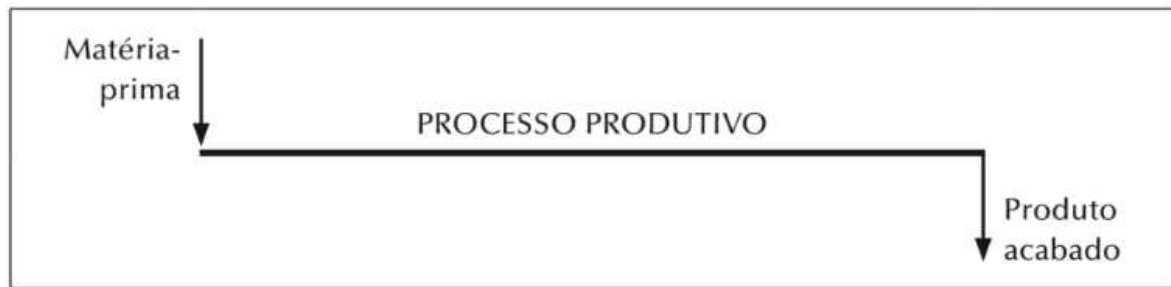 Matéria-
prima
PROCESSO PRODUTIVO
Produto
acabado